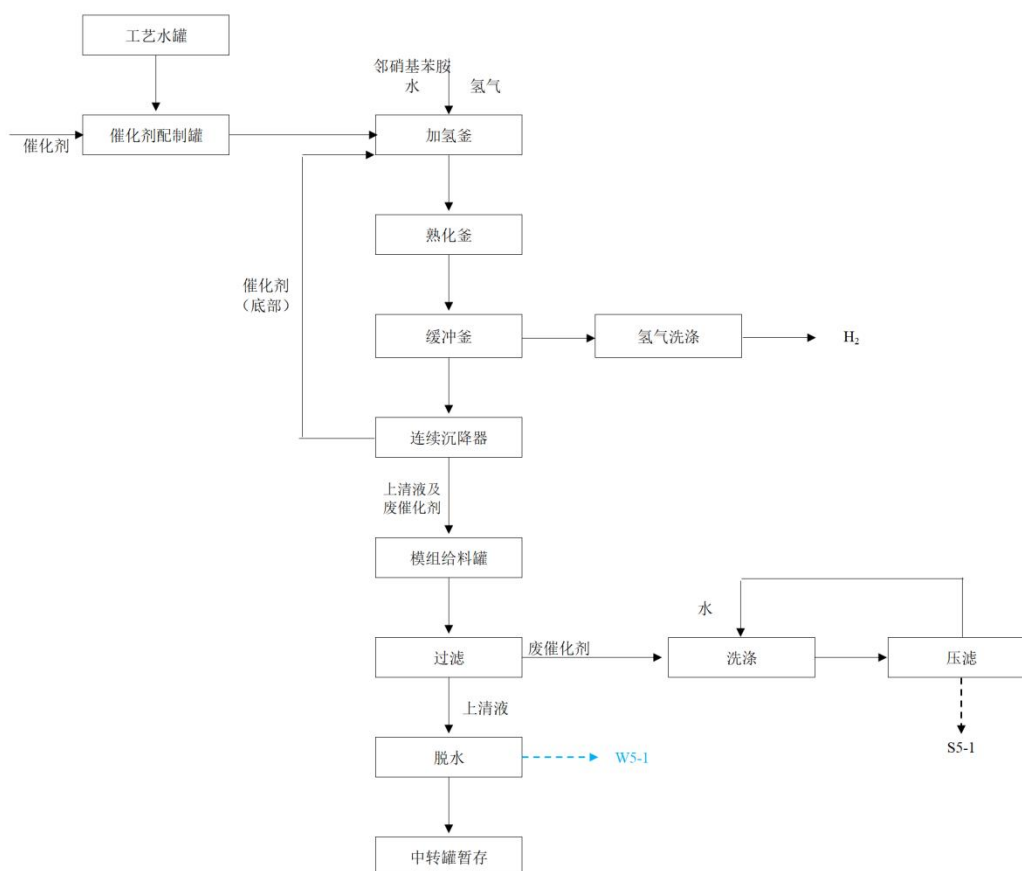 工艺水罐
邻硝基苯胺
水
氢气
催化剂
催化剂配制罐
加氢釜
熟化釜
催化剂
（底部）
缓冲釜
氢气洗涤
H₂
连续沉降器
上清液及
废催化剂
模组给料罐
水
过滤
废催化剂
洗涤
压滤
上清液
脱水
W5-1
S5-1
中转罐暂存